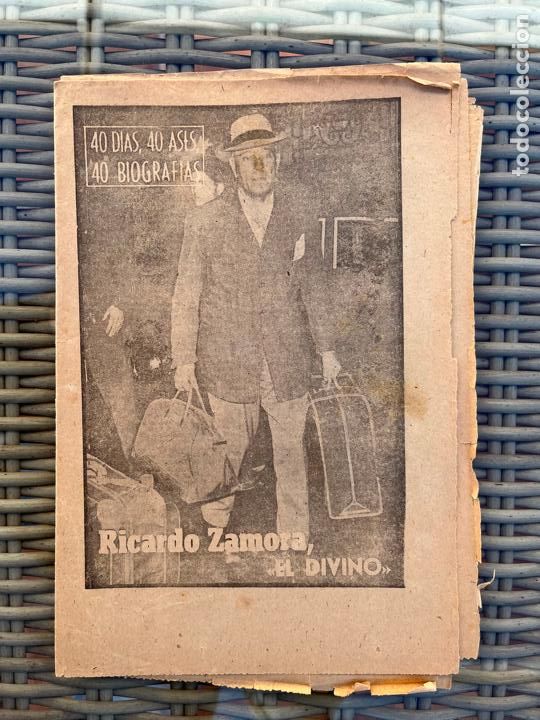 40 DIAS, 40 ASES,
40 BIOGRAFIAS
Ricardo Zamora,
«EL DIVINO»
todocoleccion